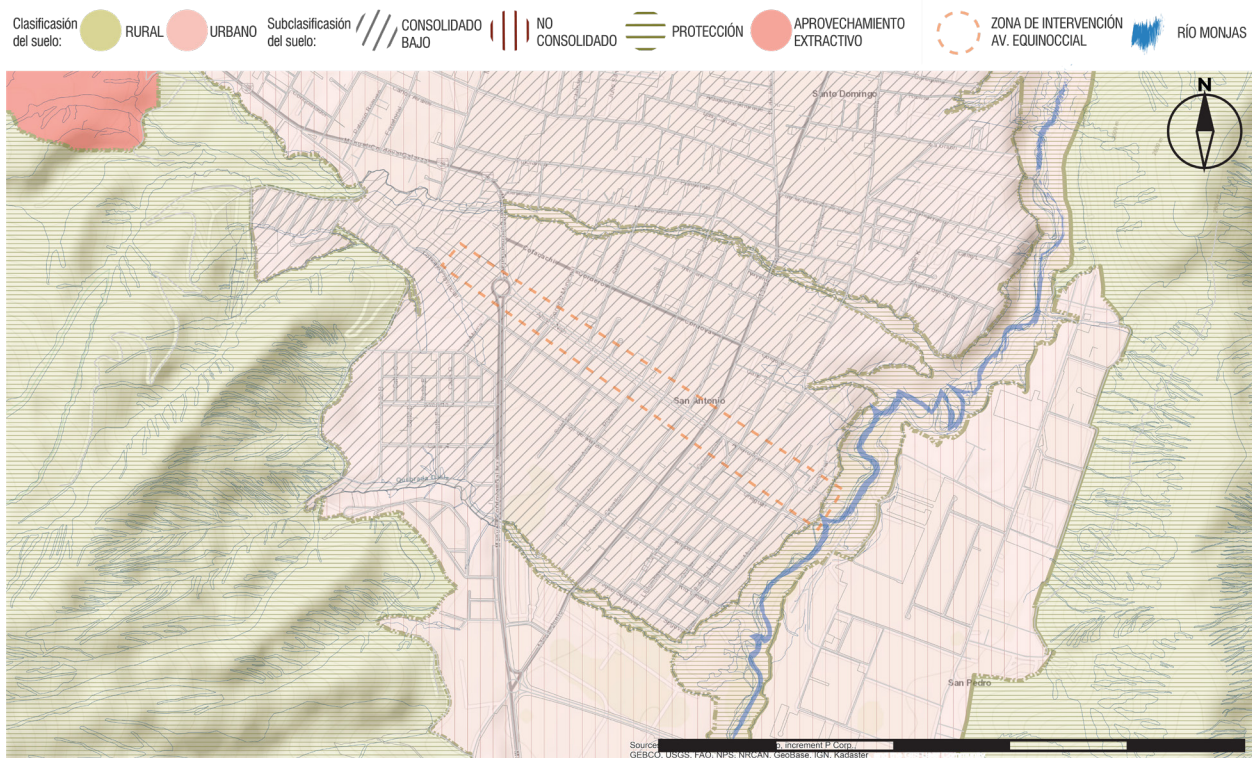 Clasificación
del suelo:
RURAL
URBANO
Subclasificación
del suelo:
CONSOLIDADO
BAJO
NO
CONSOLIDADO
PROTECCIÓN
APROVECHAMIENTO
EXTRACTIVO
ZONA DE INTERVENCIÓN
AV. EQUINOCCIAL
RÍO MONJAS
N
Santo Domingo
San Antonio
San Pedro
Sources
p, increment P Corp.,
GEBCO, USGS, FAO, NPS, NRCAN, GeoBase, IGN, Kadaster